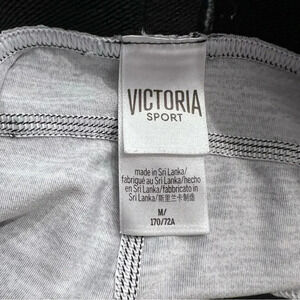 VICTORIA
SPORT
made in Sri Lanka/
fabriqué au Sri Lanka/hecho
en Sri Lanka/fabbricato in
Sri Lanka/斯里兰卡制造
M/
170/72A